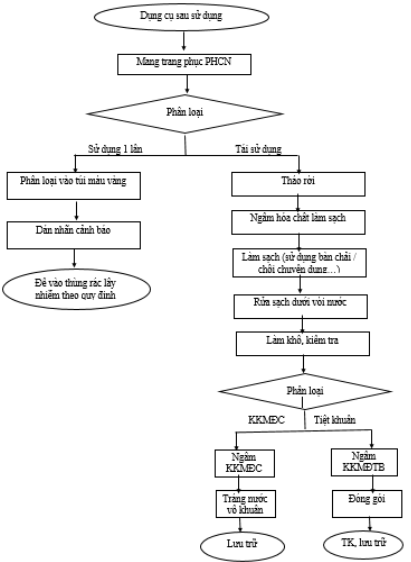 Dụng cụ sau sử dụng
Mang trang phục PHCN
Phân loại
Sử dụng 1 lần
Tái sử dụng
Phân loại vào túi màu vàng
Tháo rời
Dán nhãn cảnh báo
Ngâm hóa chất làm sạch
Để vào thùng rác lây
nhiễm theo quy định
Làm sạch (sử dụng bàn chải /
chổi chuyên dụng…)
Rửa sạch dưới vòi nước
Làm khô, kiểm tra
Phân loại
KKMĐC
Tiệt khuẩn
Ngâm
KKMĐC
Ngâm
KKMĐTB
Tráng nước
vô khuẩn
Đóng gói
Lưu trữ
TK, lưu trữ